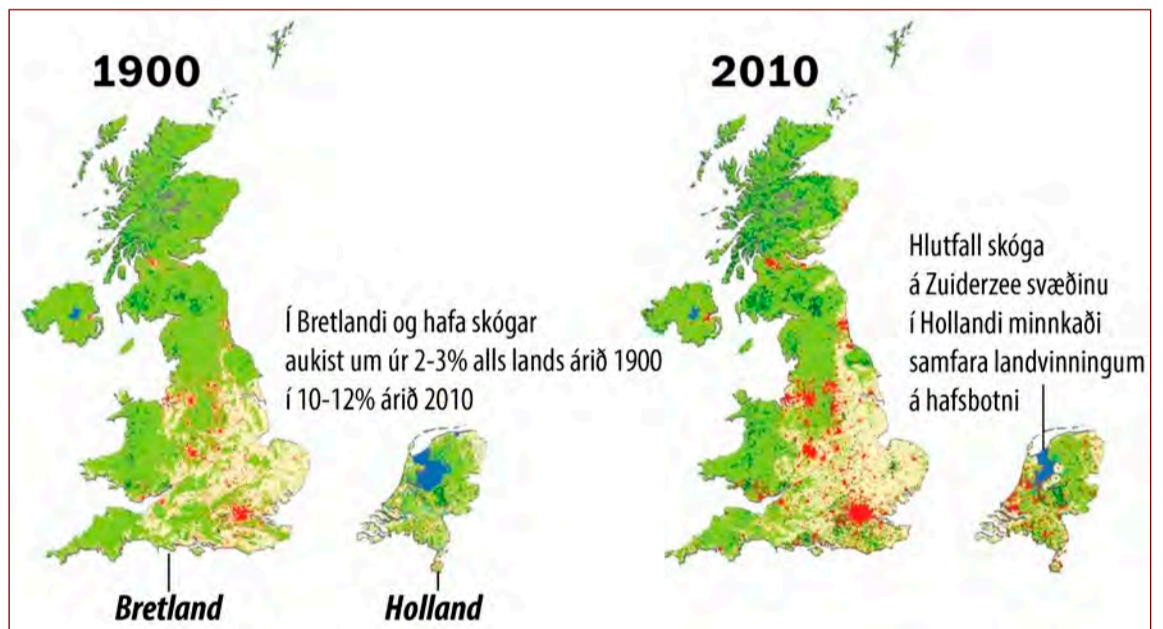 1900
2010
Í Bretlandi og hafa skógar
aukist um úr 2-3% alls lands árið 1900
í 10-12% árið 2010
Hlutfall skóga
á Zuiderzee svæðinu
í Hollandi minnkaði
samfara landvinningum
á hafsbotni
Bretland
Holland